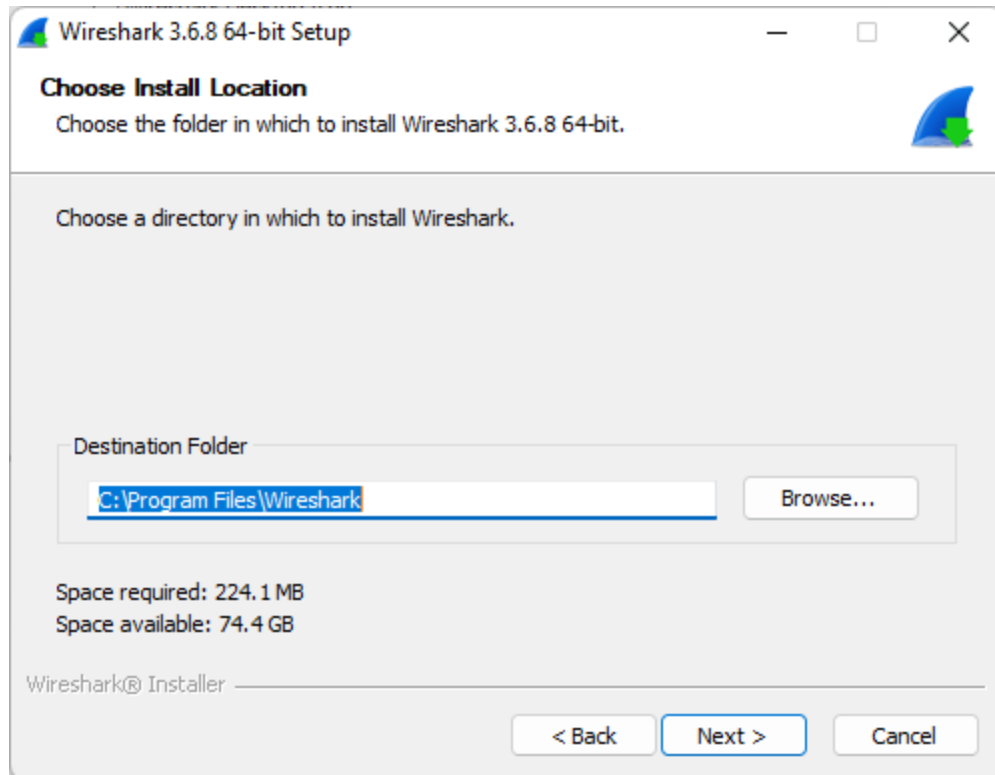 Wireshark 3.6.8 64-bit Setup
Choose Install Location
Choose the folder in which to install Wireshark 3.6.8 64-bit.
Choose a directory in which to install Wireshark.
Destination Folder
C:\Program Files\Wireshark
Browse...
Space required: 224.1 MB
Space available: 74.4 GB
Wireshark® Installer
< Back
Next >
Cancel